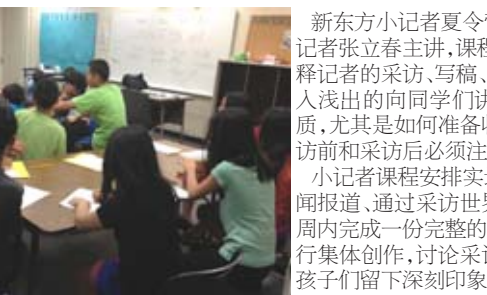 新东方小记者夏令
记者张立春主讲,课程
释记者的采访、写稿、
入浅出的向同学们讲
质,尤其是如何准备
访前和采访后必须注
小记者课程安排实
闻报道、通过采访世
周内完成一份完整的
行集体创作,讨论采
孩子们留下深刻印象